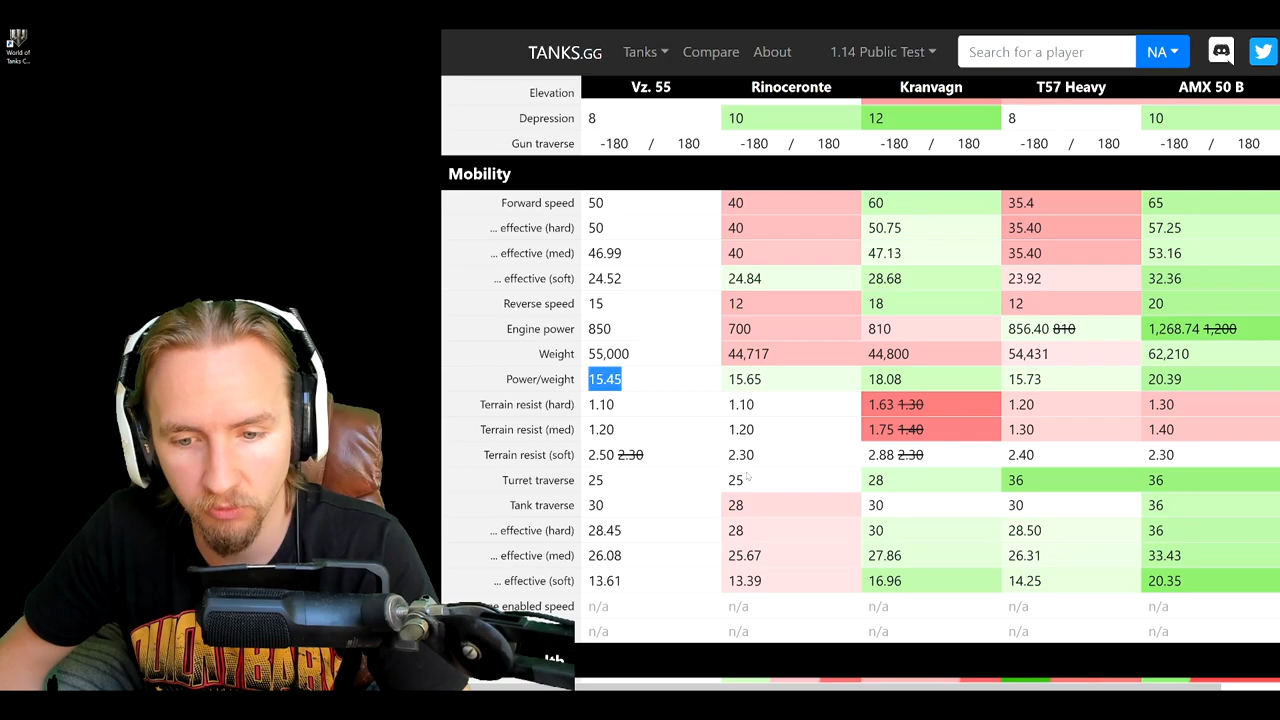 World of
Tanks C...
TANKS.GG Tanks Compare About 1.14 Public Test Search for a player NA
Vz. 55 Rinoceronte Kranvagn T57 Heavy AMX 50 B
Elevation
Depression 8 10 12 8 10
Gun traverse -180 / 180 -180 / 180 -180 / 180 -180 / 180 -180 / 180
Mobility
Forward speed 50 40 60 35.4 65
... effective (hard) 50 40 50.75 35.40 57.25
... effective (med) 46.99 40 47.13 35.40 53.16
... effective (soft) 24.52 24.84 28.68 23.92 32.36
Reverse speed 15 12 18 12 20
Engine power 850 700 810 856.40 810 1,268.74 1,200
Weight 55,000 44,717 44,800 54,431 62,210
Power/weight 15.45 15.65 18.08 15.73 20.39
Terrain resist (hard) 1.10 1.10 1.63 1.30 1.20 1.30
Terrain resist (med) 1.20 1.20 1.75 1.40 1.30 1.40
Terrain resist (soft) 2.50 2.30 2.30 2.88 2.30 2.40 2.30
Turret traverse 25 25 28 36 36
Tank traverse 30 28 30 30 36
... effective (hard) 28.45 28 30 28.50 36
... effective (med) 26.08 25.67 27.86 26.31 33.43
... effective (soft) 13.61 13.39 16.96 14.25 20.35
enabled speed n/a n/a n/a n/a n/a
n/a n/a n/a n/a n/a